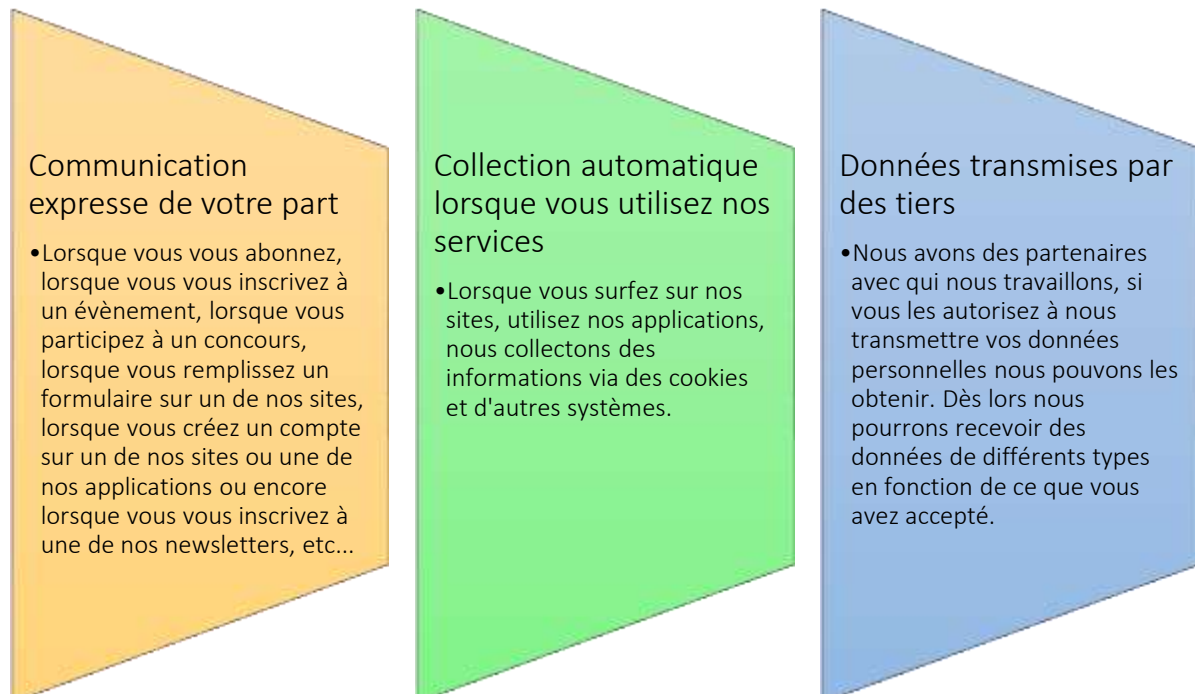 Communication
expresse de votre part
•Lorsque vous vous abonnez,
lorsque vous vous inscrivez à
un évènement, lorsque vous
participez à un concours,
lorsque vous remplissez un
formulaire sur un de nos sites,
lorsque vous créez un compte
sur un de nos sites ou une de
nos applications ou encore
lorsque vous vous inscrivez à
une de nos newsletters, etc...
Collection automatique
lorsque vous utilisez nos
services
•Lorsque vous surfez sur nos
sites, utilisez nos applications,
nous collectons des
informations via des cookies
et d'autres systèmes.
Données transmises par
des tiers
•Nous avons des partenaires
avec qui nous travaillons, si
vous les autorisez à nous
transmettre vos données
personnelles nous pouvons les
obtenir. Dès lors nous
pourrons recevoir des
données de différents types
en fonction de ce que vous
avez accepté.